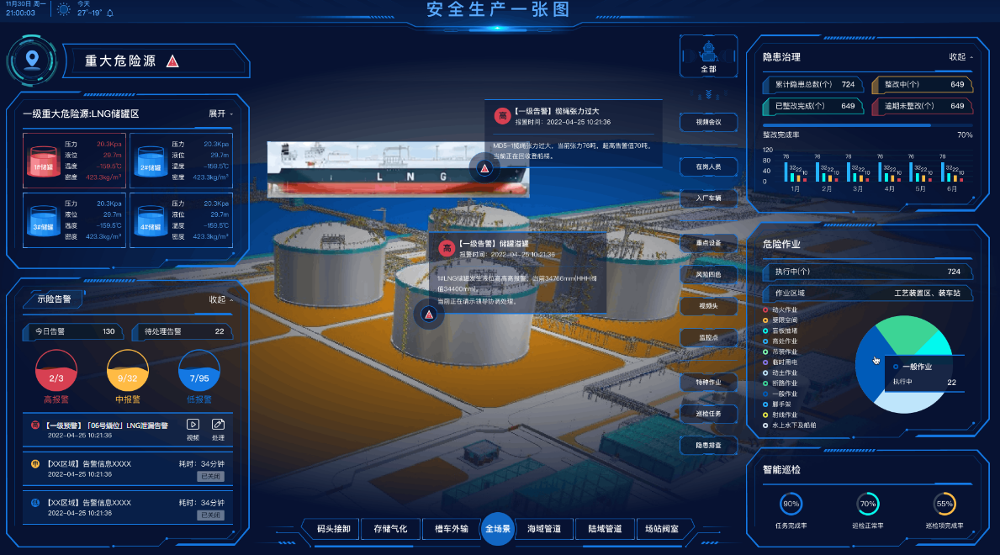 11月30日 周一
21:00:03
今天
27°-19°
安全生产一张图
重大危险源
一级重大危险源:LNG储罐区
展开
1#储罐
压力 20.3Kpa
液位 29.7m
温度 -159.5℃
密度 423.3kg/m³
2#储罐
压力 20.3Kpa
液位 29.7m
温度 -159.5℃
密度 423.3kg/m³
3#储罐
压力 20.3Kpa
液位 29.7m
温度 -159.5℃
密度 423.3kg/m³
4#储罐
压力 20.3Kpa
液位 29.7m
温度 -159.5℃
密度 423.3kg/m³
示险告警
收起
今日告警 130
待处理告警 22
2/3
9/32
7/95
高报警
中报警
低报警
高
【一级预警】「06号撬位」LNG泄漏告警
2022-04-25 10:21:36
视频
处理
中
【XX区域】告警信息XXXX
2022-04-25 10:21:36
耗时：34分钟
已关闭
低
【XX区域】告警信息XXXX
2022-04-25 10:21:36
耗时：34分钟
已关闭
高
【一级告警】缆绳张力过大
报警时间：2022-04-25 10:21:36
MD5-1缆绳张力过大，当前张力76吨，超高告警值70吨。
当前正在回收登船梯。
LNG
高
【一级告警】储罐溢罐
报警时间：2022-04-25 10:21:36
1#LNG储罐发生液位高高高报警，当前34766mm(HHH阈
值34400mm)。
当前正在请示领导协调处理。
全部
视频会议
在岗人员
入厂车辆
重点设备
风险四色
视频头
监控点
特种作业
巡检任务
隐患排查
码头接卸
存储气化
槽车外输
全场景
海域管道
陆域管道
场站阀室
隐患治理
收起
累计隐患总数(个) 724
整改中(个) 649
已整改完成(个) 649
逾期未整改(个) 649
整改完成率 70%
120
80
40
0
76 32 22 10
76 32 22 10
76 32 22 10
76 32 22 10
76 32 22 10
76 32 22 10
1月 2月 3月 4月 5月 6月
危险作业
执行中(个) 724
作业区域 工艺装置区、装车站
动火作业
受限空间
盲板抽堵
高处作业
吊装作业
临时用电
动土作业
断路作业
一般作业
脚手架
射线作业
水上水下及船舶
一般作业
执行中 22
智能巡检
90%
70%
55%
任务完成率
巡检正常率
巡检项完成率